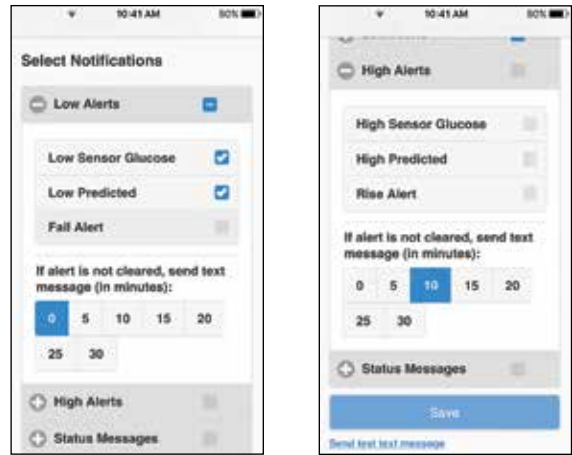 10:41 AM
80%
Select Notifications
Low Alerts
Low Sensor Glucose
Low Predicted
Fall Alert
If alert is not cleared, send text
message (in minutes):
0 5 10 15 20
25 30
High Alerts
Status Messages
10:41 AM
80%
High Alerts
High Sensor Glucose
High Predicted
Rise Alert
If alert is not cleared, send text
message (in minutes):
0 5 10 15 20
25 30
Status Messages
Save
Send test text message